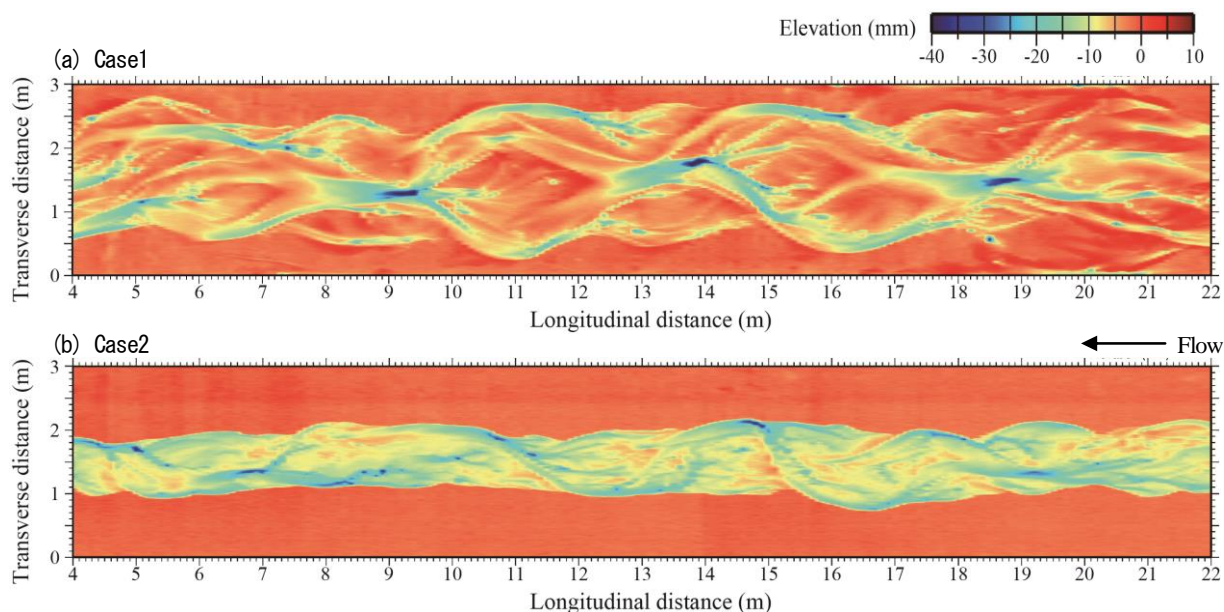 Elevation (mm)
-40 -30 -20 -10 0 10
(a) Case1
Transverse distance (m)
3
2
1
0
4 5 6 7 8 9 10 11 12 13 14 15 16 17 18 19 20 21 22
Longitudinal distance (m)
(b) Case2
Flow
Transverse distance (m)
3
2
1
0
4 5 6 7 8 9 10 11 12 13 14 15 16 17 18 19 20 21 22
Longitudinal distance (m)